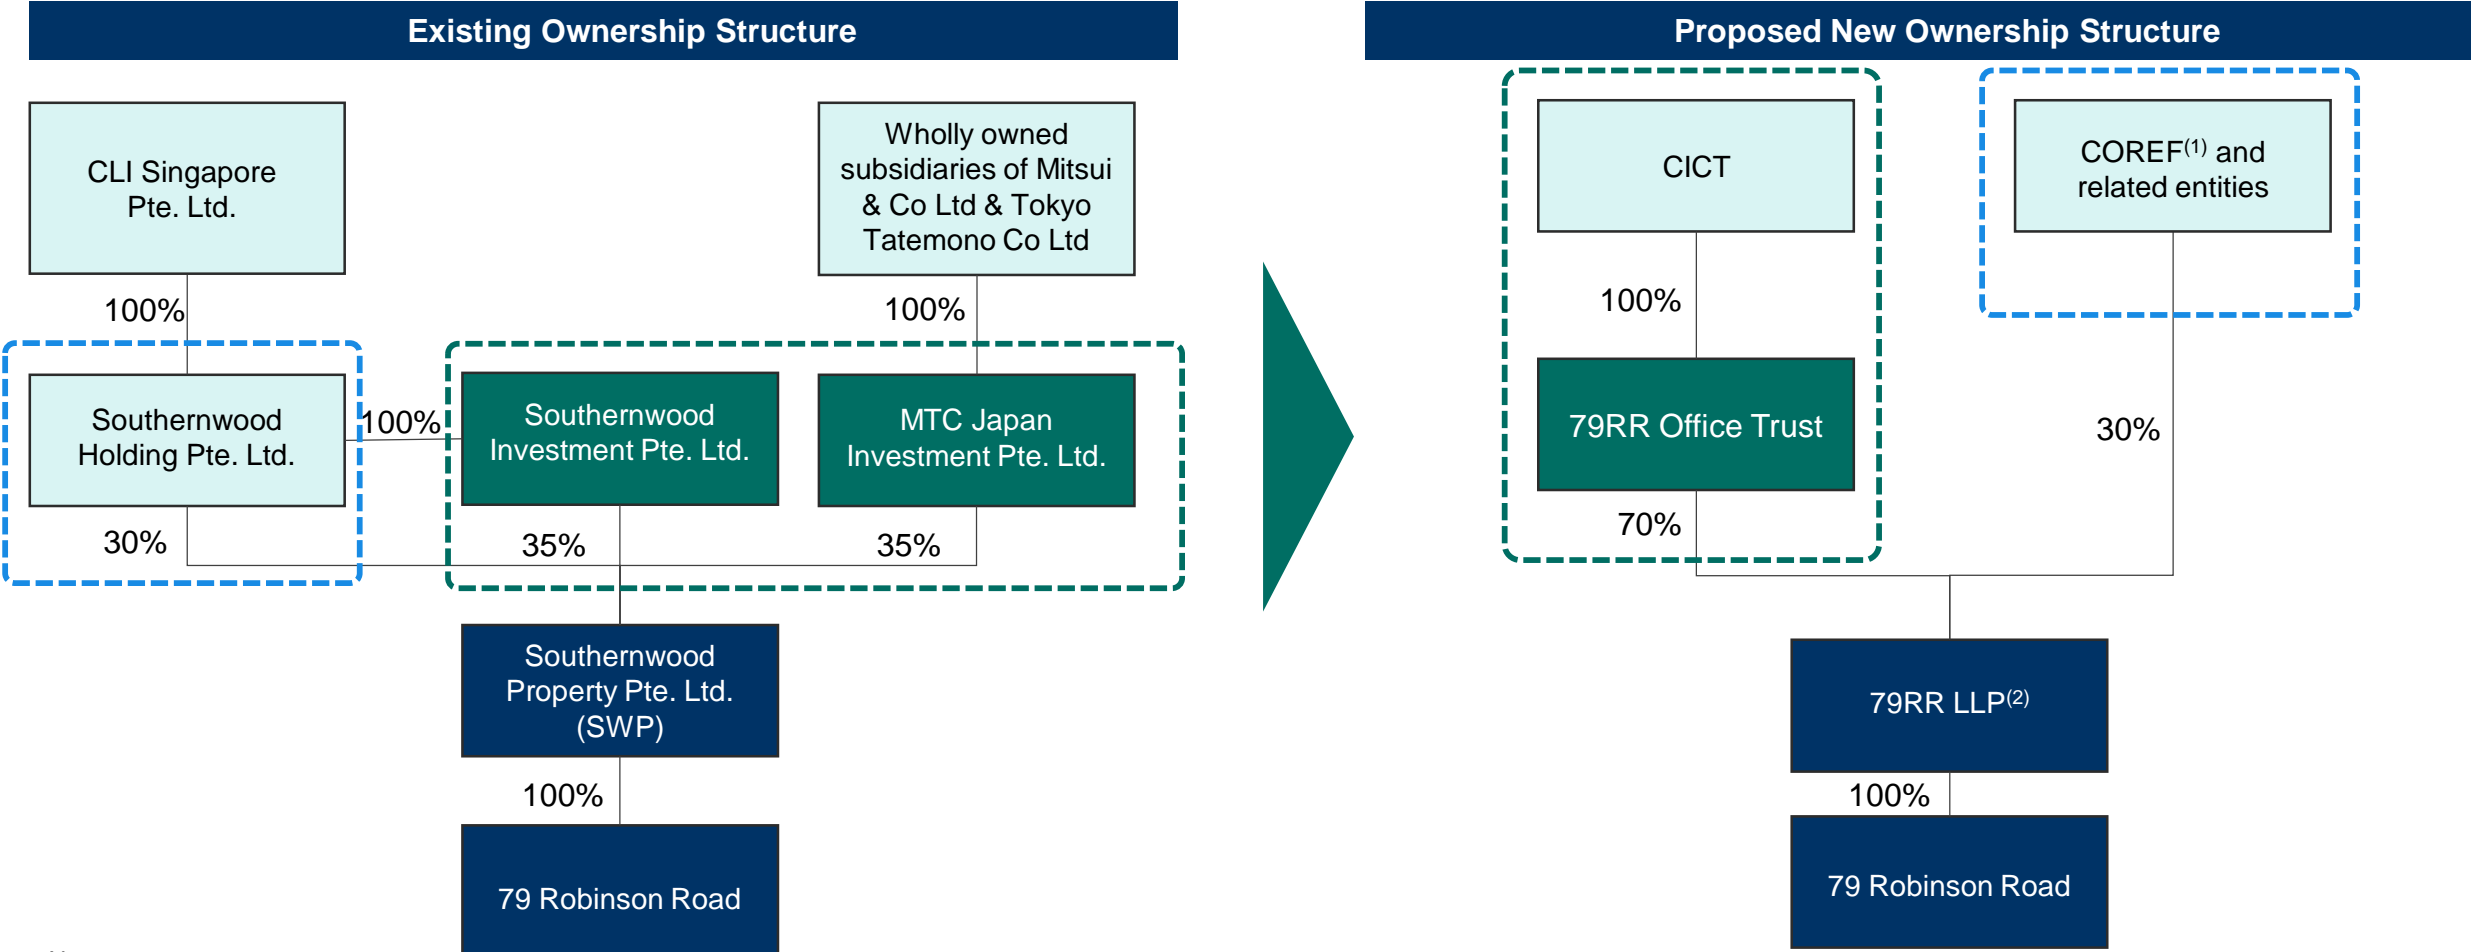 Existing Ownership Structure
Proposed New Ownership Structure
CLI Singapore
Pte. Ltd.
Wholly owned
subsidiaries of Mitsui
& Co Ltd & Tokyo
Tatemono Co Ltd
100%
100%
Southernwood
Holding Pte. Ltd.
100%
Southernwood
Investment Pte. Ltd.
MTC Japan
Investment Pte. Ltd.
30%
35%
35%
Southernwood
Property Pte. Ltd.
(SWP)
100%
79 Robinson Road
CICT
COREF(1) and
related entities
100%
79RR Office Trust
30%
70%
79RR LLP(2)
100%
79 Robinson Road